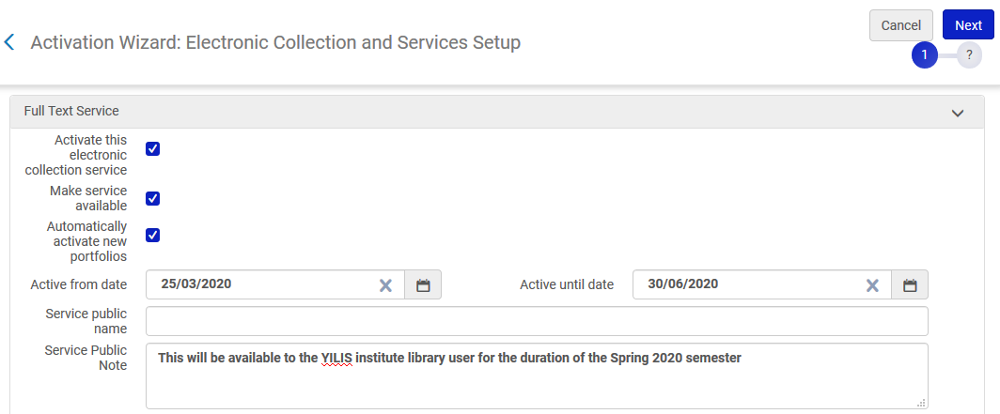 Cancel
Next
Activation Wizard: Electronic Collection and Services Setup
1
?
Full Text Service
Activate this
electronic
collection service
Make service
available
Automatically
activate new
portfolios
Active from date
25/03/2020
Active until date
30/06/2020
Service public
name
Service Public
Note
This will be available to the YILIS institute library user for the duration of the Spring 2020 semester